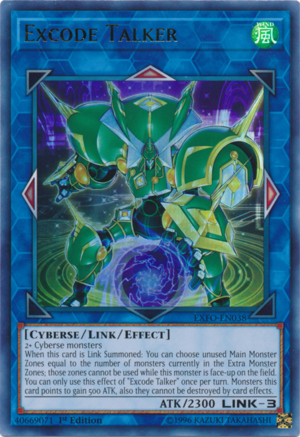 Excode Talker
WIND
風
EXFO-EN038
[Cyberse/Link/Effect]
2+ Cyberse monsters
When this card is Link Summoned: You can choose unused Main Monster
Zones equal to the number of monsters currently in the Extra Monster
Zones; those zones cannot be used while this monster is face-up on the field.
You can only use this effect of "Excode Talker" once per turn. Monsters this
card points to gain 500 ATK, also they cannot be destroyed by card effects.
ATK/2300 LINK-3
40669071 1st Edition ©1996 KAZUKI TAKAHASHI